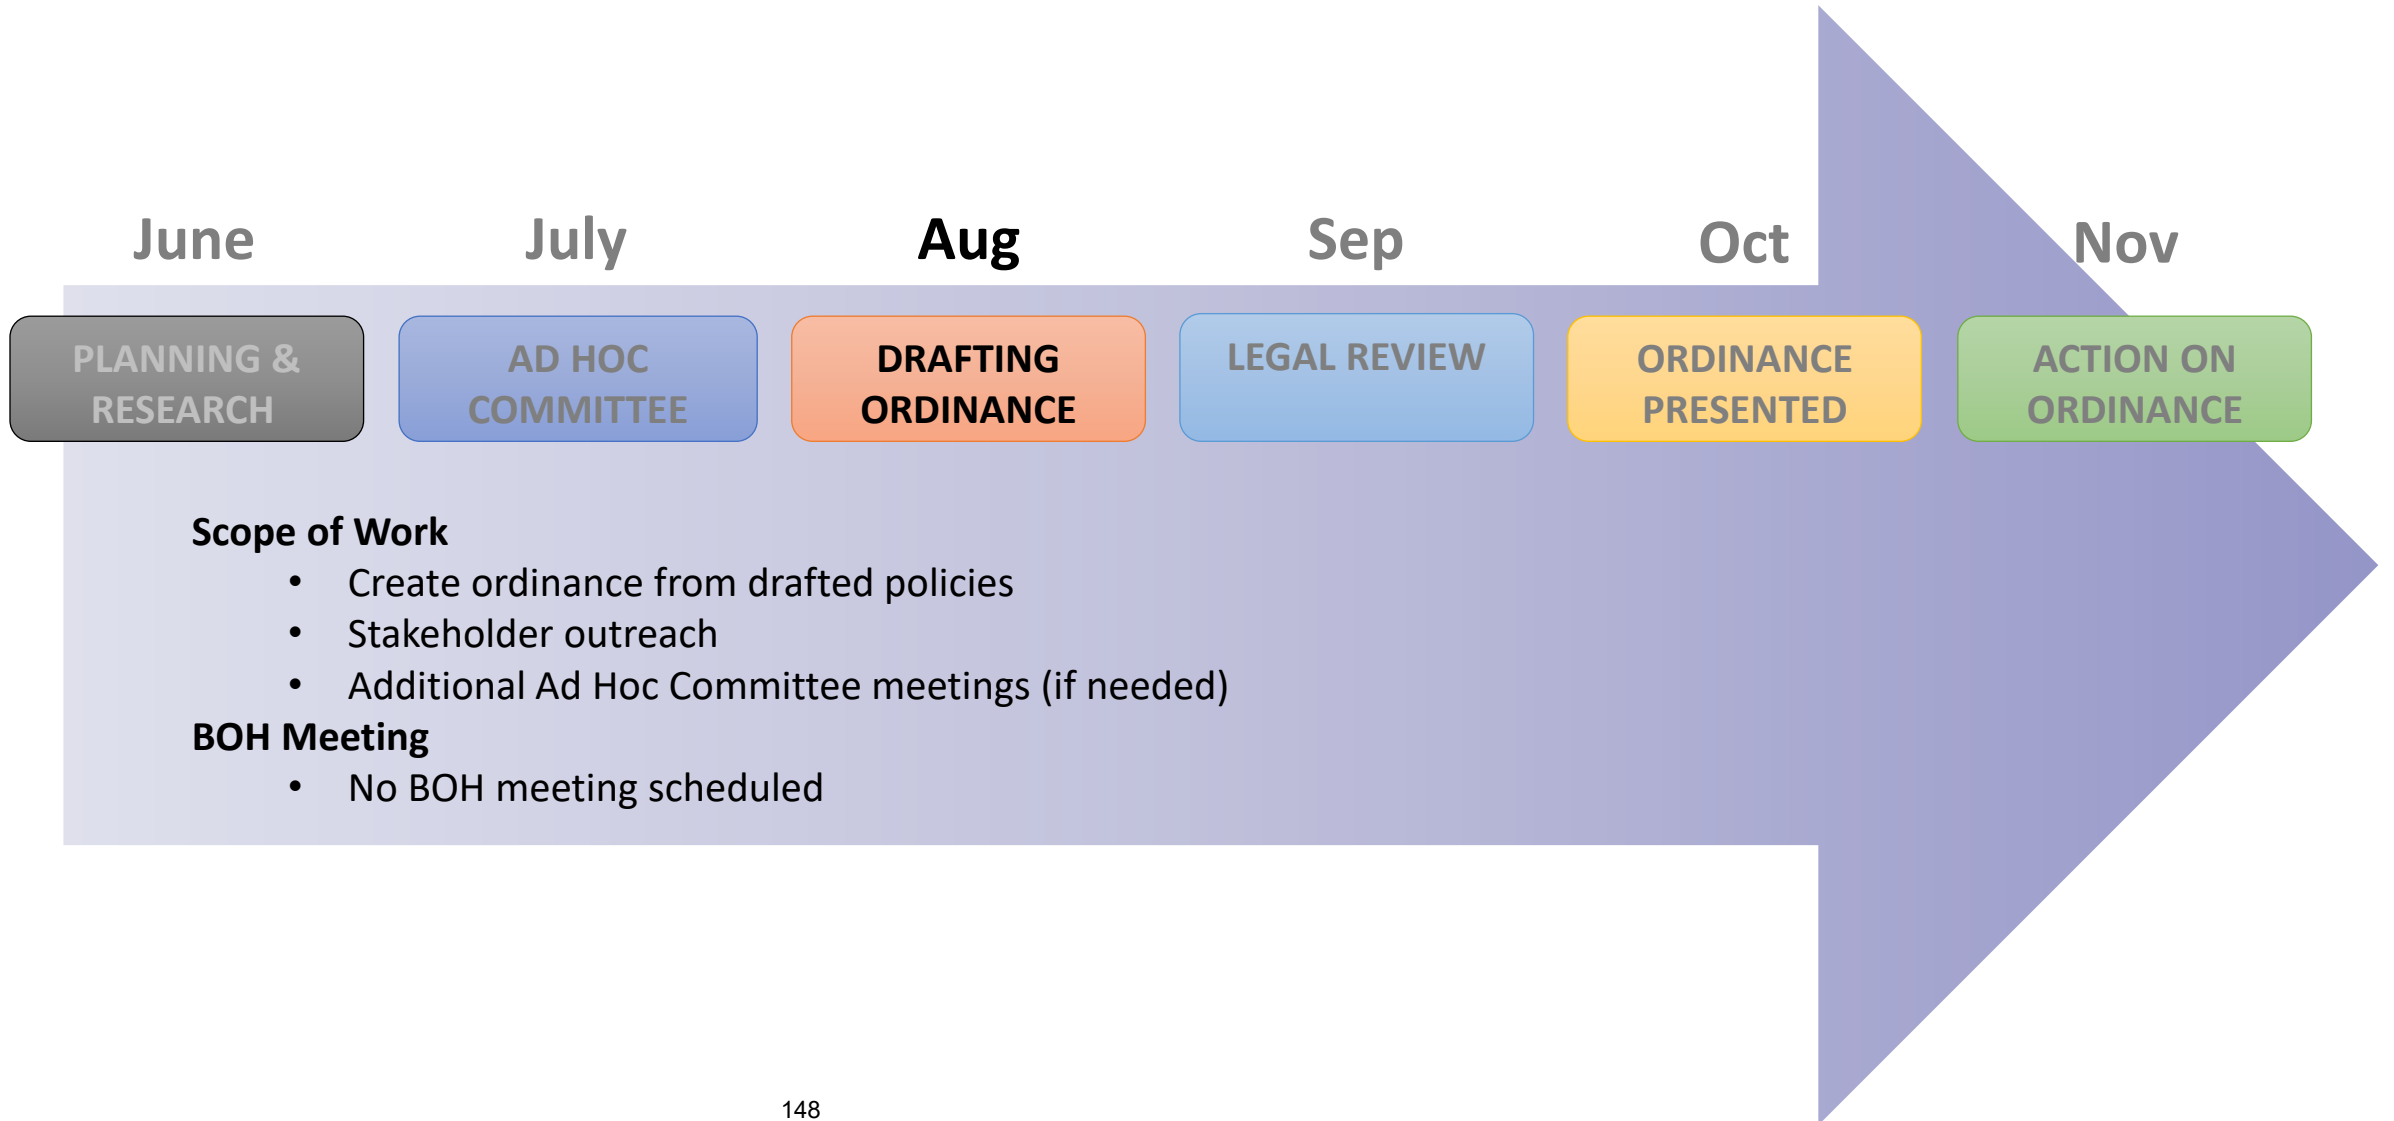 June
July
Aug
Sep
Oct
Nov
PLANNING &
RESEARCH
AD HOC
COMMITTEE
DRAFTING
ORDINANCE
LEGAL REVIEW
ORDINANCE
PRESENTED
ACTION ON
ORDINANCE
Scope of Work
• Create ordinance from drafted policies
• Stakeholder outreach
• Additional Ad Hoc Committee meetings (if needed)
BOH Meeting
• No BOH meeting scheduled
148